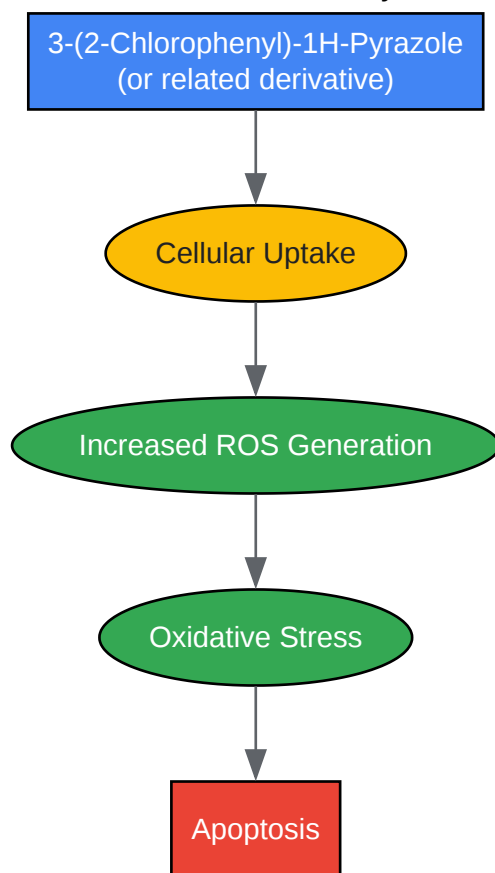 3-(2-Chlorophenyl)-1H-Pyrazole
(or related derivative)
Cellular Uptake
Increased ROS Generation
Oxidative Stress
Apoptosis